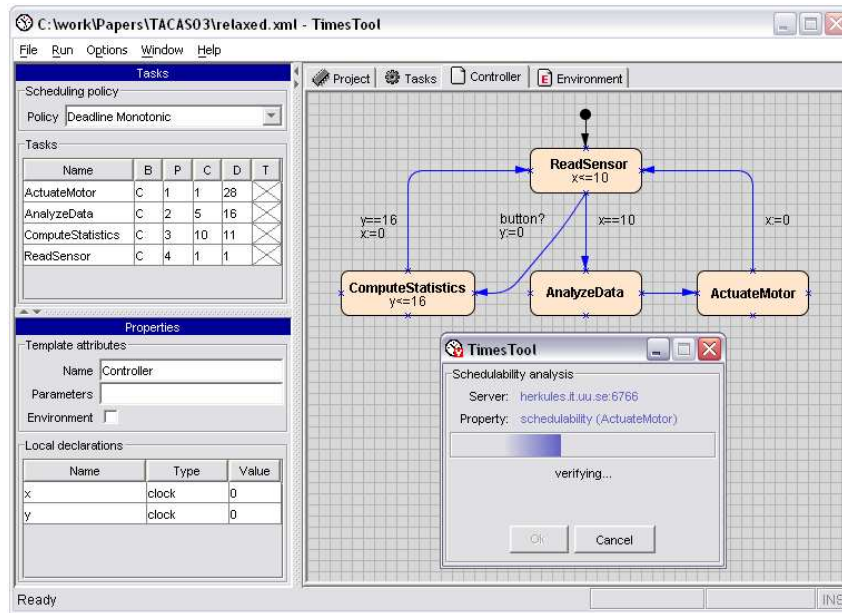 C:\work\Papers\TACAS03\relaxed.xml - TimesTool
File Run Options Window Help
Tasks
Scheduling policy
Policy Deadline Monotonic
Tasks
Name B P C D T
ActuateMotor C 1 1 28
AnalyzeData C 2 5 16
ComputeStatistics C 3 10 11
ReadSensor C 4 1 1
Properties
Template attributes
Name Controller
Parameters
Environment
Local declarations
Name Type Value
x clock 0
y clock 0
Project Tasks Controller E Environment
ReadSensor
x<=10
y==16
x:=0
button?
y:=0
x==10
x:=0
ComputeStatistics
y<=16
AnalyzeData
ActuateMotor
TimesTool
Schedulability analysis
Server: herkules.it.uu.se:6766
Property: schedulability (ActuateMotor)
verifying...
Ok Cancel
Ready
INS